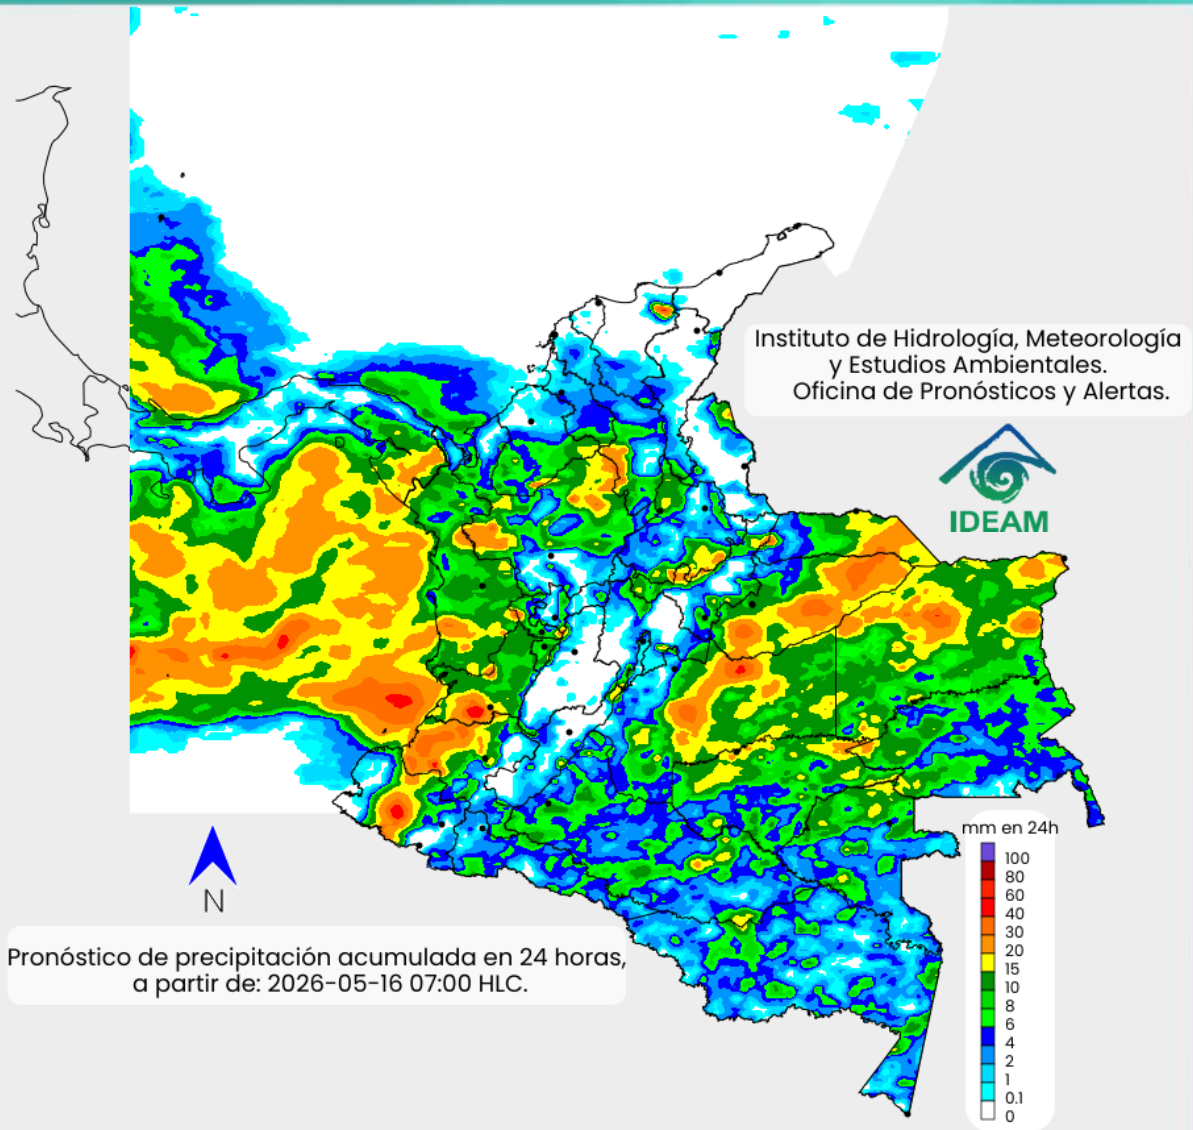 Instituto de Hidrología, Meteorología
y Estudios Ambientales.
Oficina de Pronósticos y Alertas.
IDEAM
mm en 24h
100
80
60
40
30
20
15
10
8
6
4
2
1
0.1
0
N
Pronóstico de precipitación acumulada en 24 horas,
a partir de: 2026-05-16 07:00 HLC.